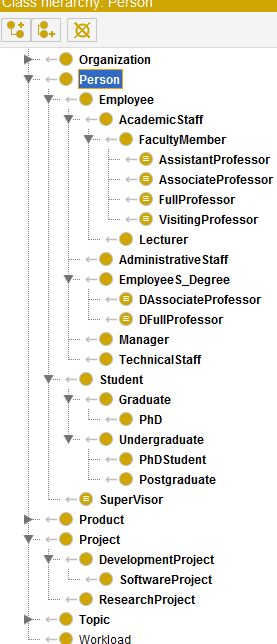 Class hierarchy: Person
Organization
Person
Employee
AcademicStaff
FacultyMember
AssistantProfessor
AssociateProfessor
FullProfessor
VisitingProfessor
Lecturer
AdministrativeStaff
EmployeeS_Degree
DAssociateProfessor
DFullProfessor
Manager
TechnicalStaff
Student
Graduate
PhD
Undergraduate
PhDStudent
Postgraduate
SuperVisor
Product
Project
DevelopmentProject
SoftwareProject
ResearchProject
Topic
Workload